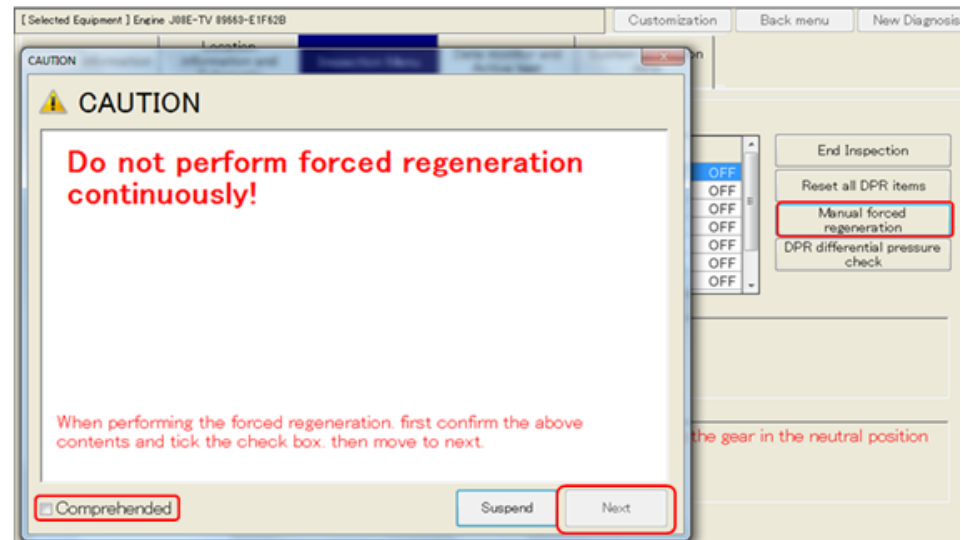 [ Selected Equipment ] Engine J08E-TV 89663-E1F62B
Customization
Back menu
New Diagnosis
CAUTION
CAUTION
Do not perform forced regeneration
continuously!
When performing the forced regeneration. first confirm the above
contents and tick the check box. then move to next.
Comprehended
Suspend
Next
OFF
OFF
OFF
OFF
OFF
OFF
OFF
End Inspection
Reset all DPR items
Manual forced
regeneration
DPR differential pressure
check
the gear in the neutral position